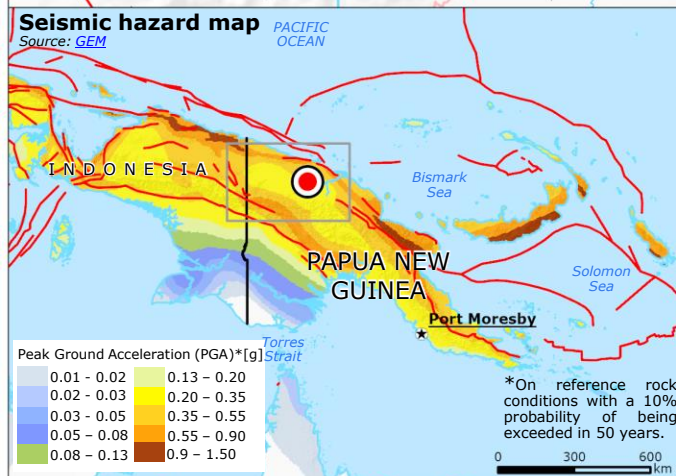 Seismic hazard map
Source: GEM
PACIFIC
OCEAN
INDONESIA
Bismark
Sea
PAPUA NEW
GUINEA
Solomon
Sea
Port Moresby
Torres
Strait
Peak Ground Acceleration (PGA)*[g]
0.01 - 0.02
0.02 - 0.03
0.03 - 0.05
0.05 – 0.08
0.08 – 0.13
0.13 – 0.20
0.20 – 0.35
0.35 – 0.55
0.55 – 0.90
0.9 – 1.50
*On reference rock
conditions with a 10%
probability of being
exceeded in 50 years.
0 300 600
km